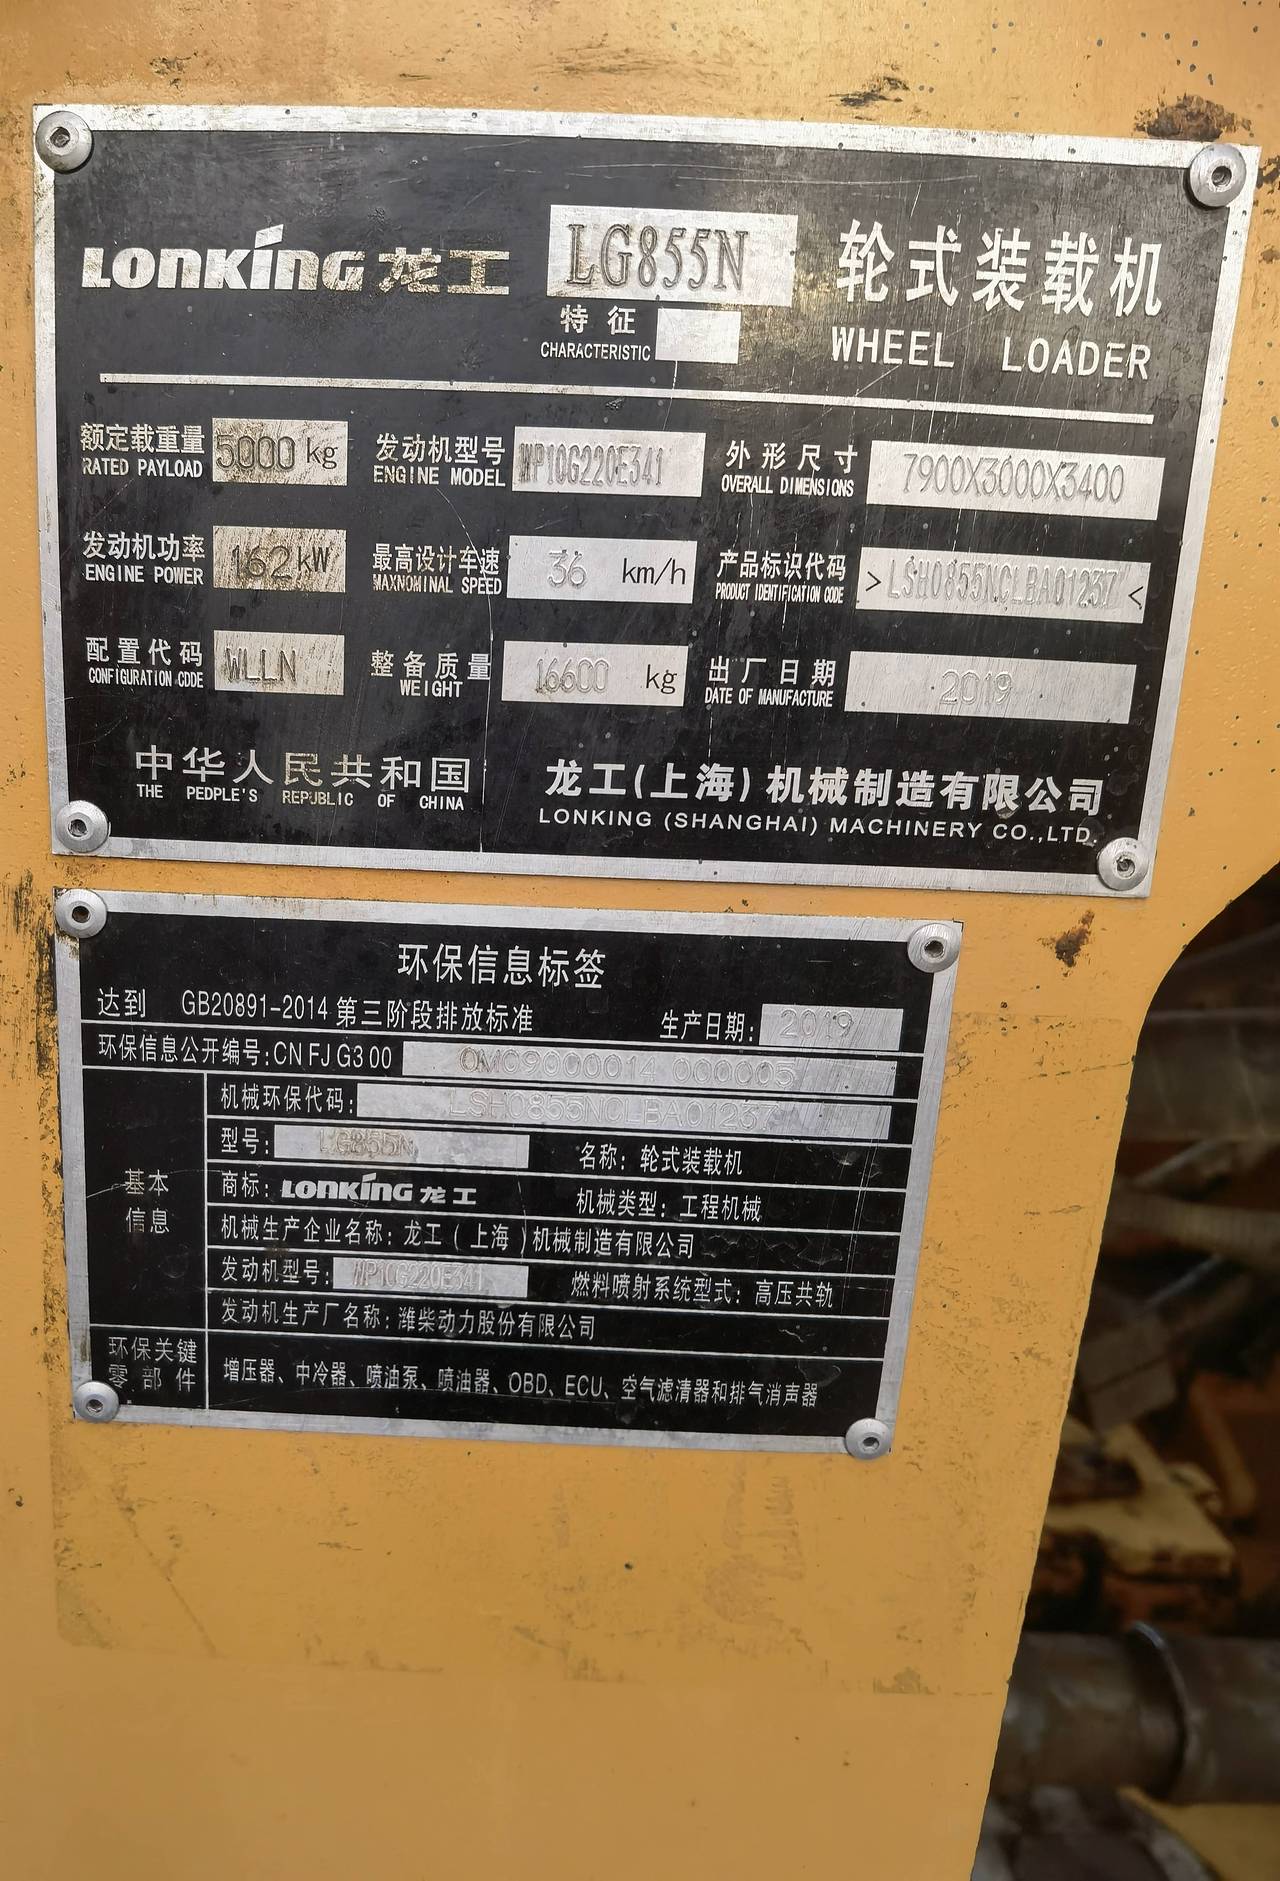 LONKING 龙工 LG855N 轮式装载机
特征
CHARACTERISTIC
WHEEL LOADER
额定载重量 5000 kg 发动机型号 WP10G220E341 外形尺寸 7900X3000X3400
RATED PAYLOAD ENGINE MODEL OVERALL DIMENSIONS
发动机功率 162 kW 最高设计车速 36 km/h 产品标识代码 >LSH0855NCLBA01237<
ENGINE POWER MAXNOMINAL SPEED PRODUCT IDENTIFICATION CODE
配置代码 WLLN 整备质量 16600 kg 出厂日期 2019
CONFIGURATION CODE WEIGHT DATE OF MANUFACTURE
中华人民共和国 龙工(上海)机械制造有限公司
THE PEDPLE'S REPUBLIC OF CHINA LONKING (SHANGHAI) MACHINERY CO.,LTD.
环保信息标签
达到 GB20891-2014 第三阶段排放标准 生产日期: 2019
环保信息公开编号:CN FJ G3 00 0M09000014 000005
基本信息
机械环保代码: LSH0855NCLBA01237
型号: LG855N 名称: 轮式装载机
商标: LONKING 龙工 机械类型: 工程机械
机械生产企业名称: 龙工(上海)机械制造有限公司
发动机型号: WP10G220E341 燃料喷射系统型式: 高压共轨
发动机生产厂名称: 潍柴动力股份有限公司
环保关键零部件 增压器、中冷器、喷油泵、喷油器、OBD、ECU、空气滤清器和排气消声器